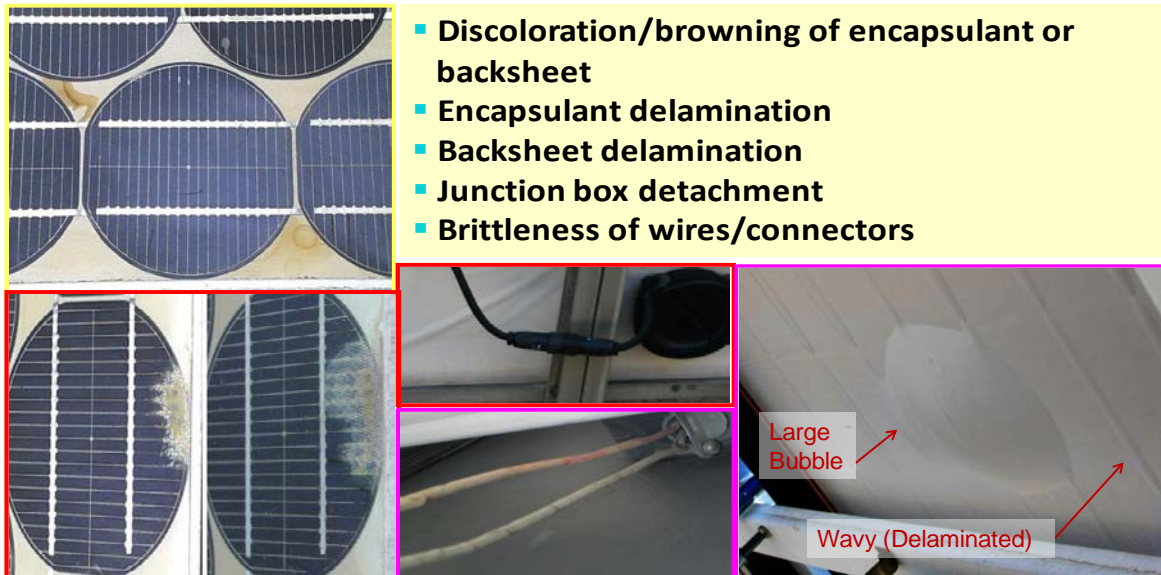 ▪ Discoloration/browning of encapsulant or
backsheet
▪ Encapsulant delamination
▪ Backsheet delamination
▪ Junction box detachment
▪ Brittleness of wires/connectors
Large
Bubble
Wavy (Delaminated)